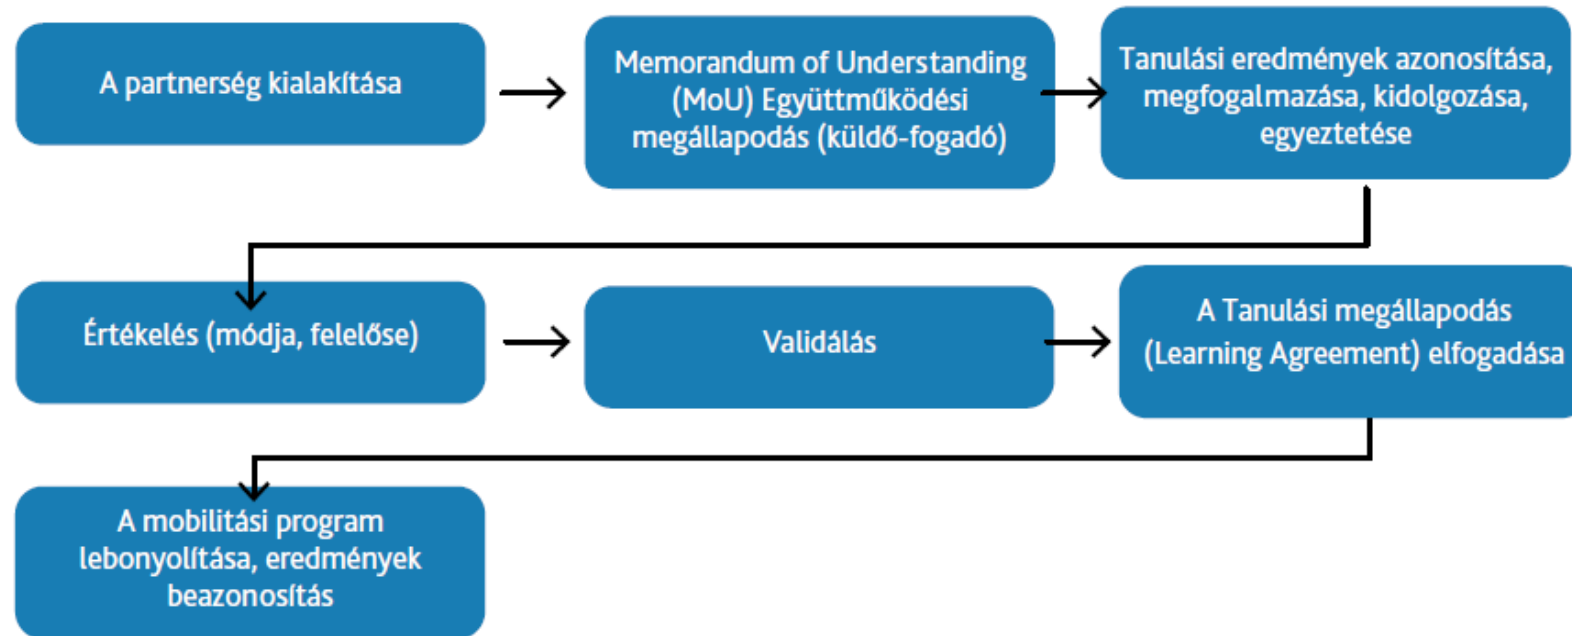 A partnerség kialakítása
Memorandum of Understanding
(MoU) Együttműködési
megállapodás (küldő-fogadó)
Tanulási eredmények azonosítása,
megfogalmazása, kidolgozása,
egyeztetése
Értékelés (módja, felelőse)
Validálás
A Tanulási megállapodás
(Learning Agreement) elfogadása
A mobilitási program
lebonyolítása, eredmények
beazonosítás